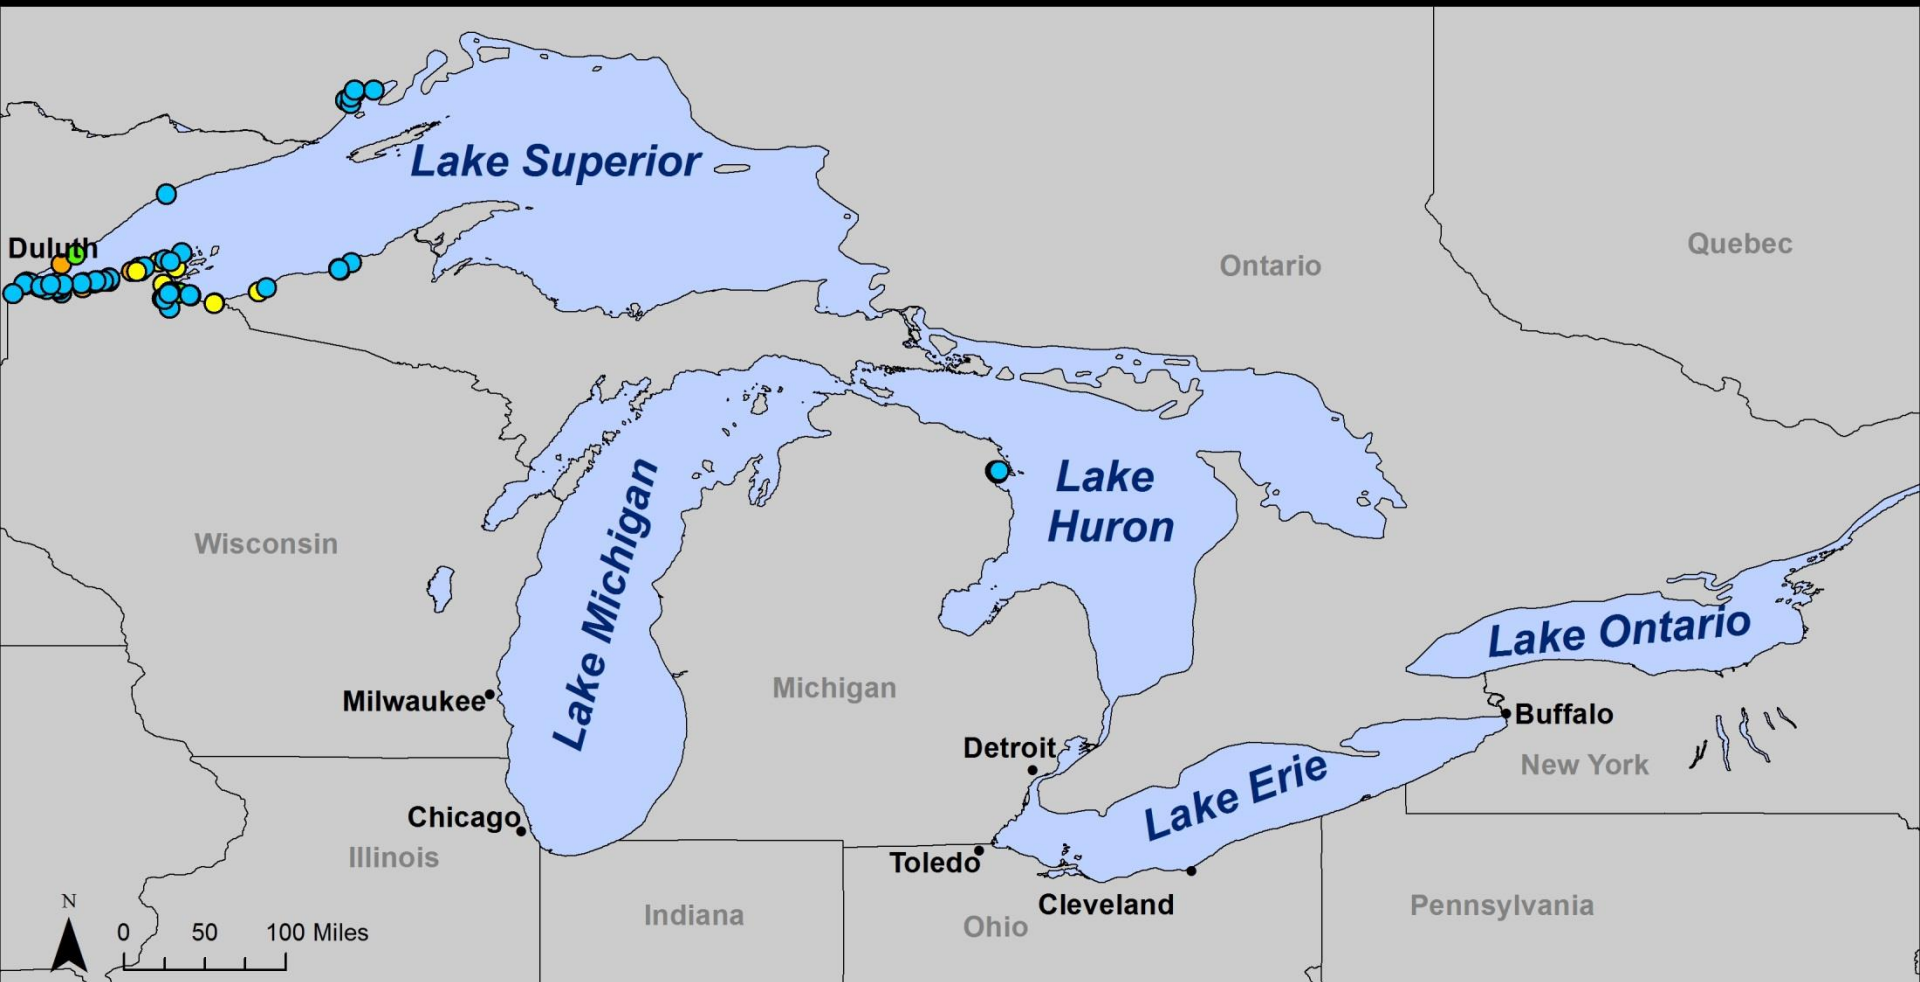 Lake Superior
Duluth
Ontario
Quebec
Lake
Huron
Lake Michigan
Wisconsin
Lake Ontario
Michigan
Milwaukee
Buffalo
Detroit
New York
Lake Erie
Chicago
Illinois
Toledo
Cleveland
Indiana
Ohio
Pennsylvania
N
0 50 100 Miles